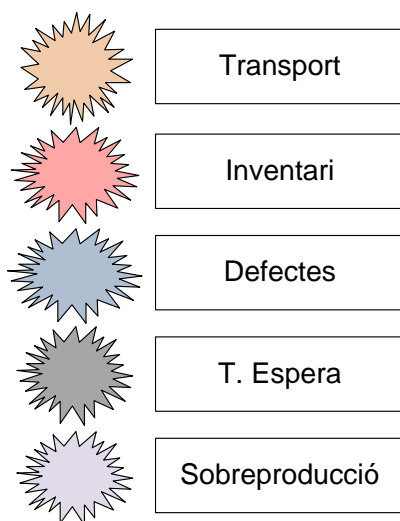 Transport
Inventari
Defectes
T. Espera
Sobreproducció